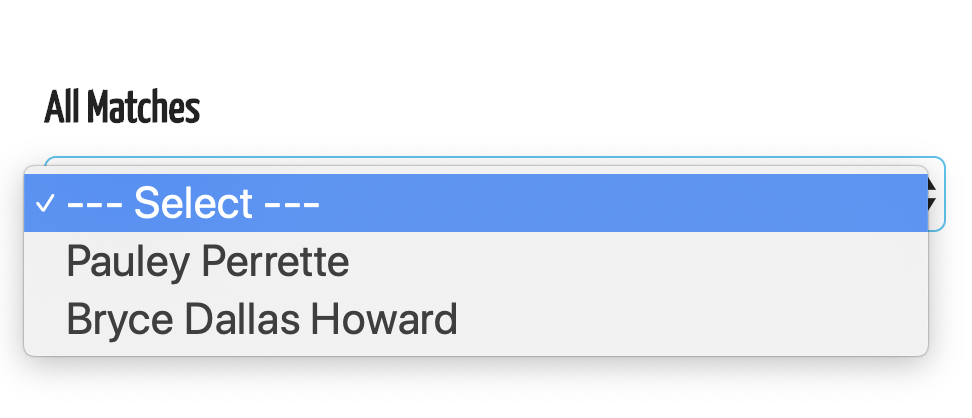 All Matches
✓ --- Select ---
Pauley Perrette
Bryce Dallas Howard